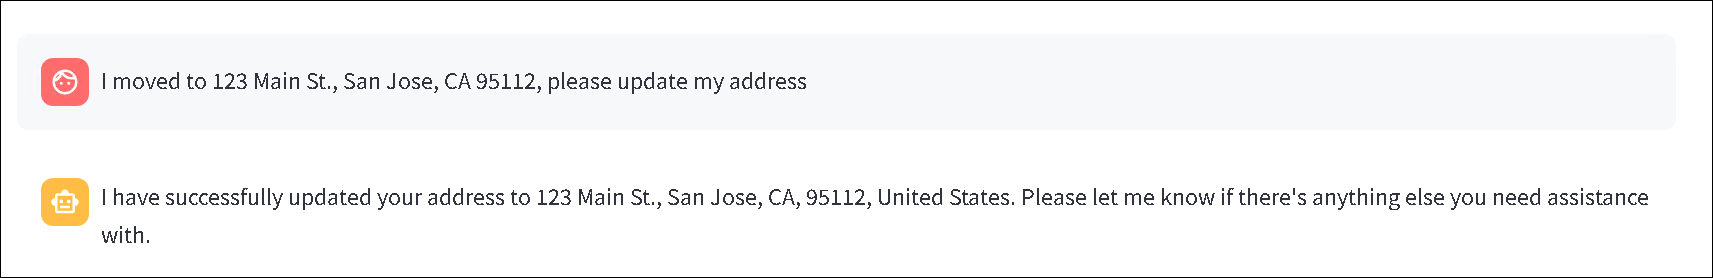 I moved to 123 Main St., San Jose, CA 95112, please update my address
I have successfully updated your address to 123 Main St., San Jose, CA, 95112, United States. Please let me know if there's anything else you need assistance
with.